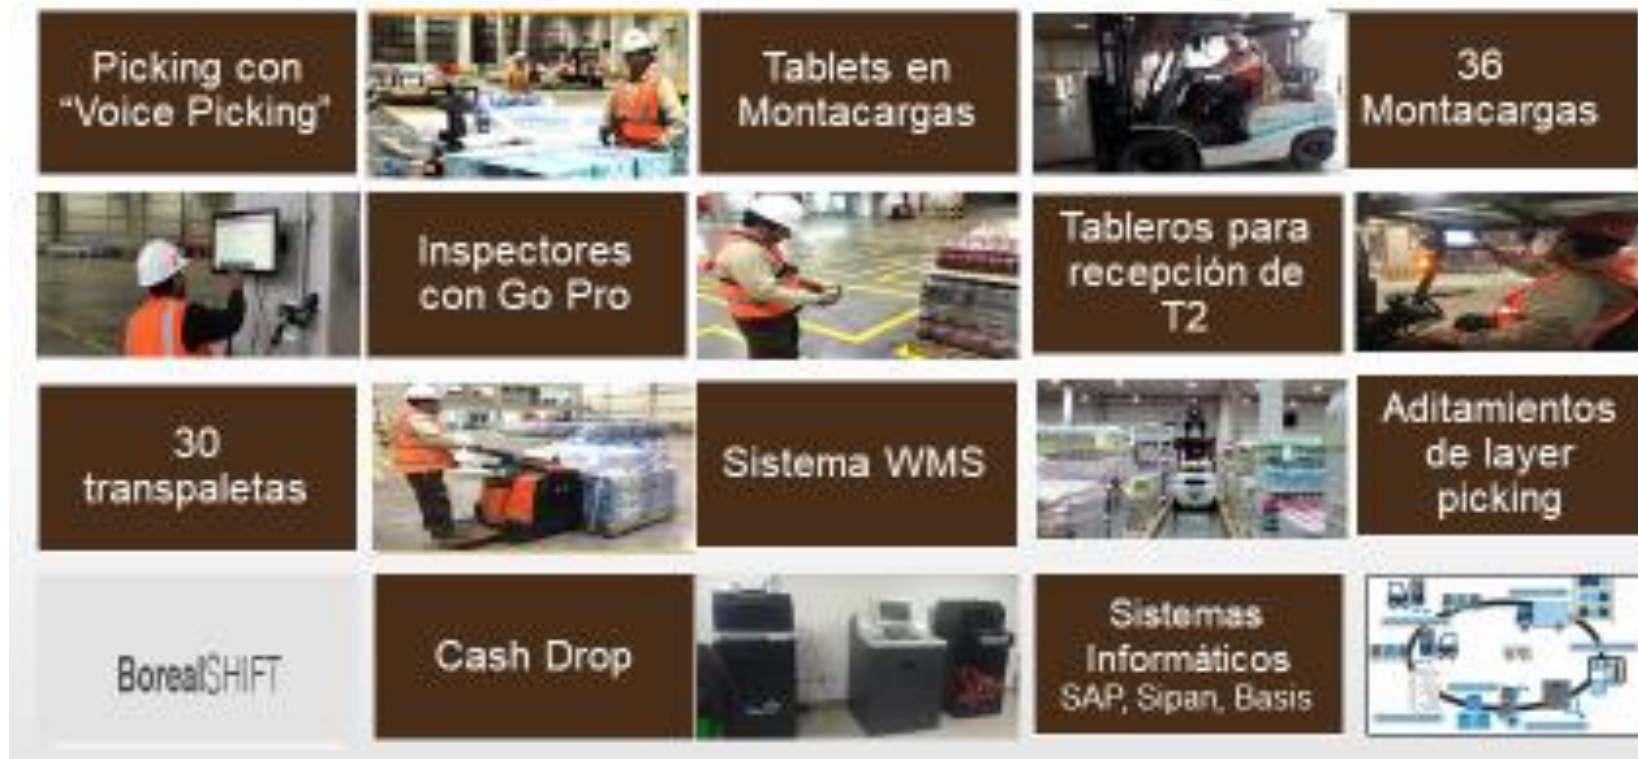 Picking con
“Voice Picking”
Tablets en
Montacargas
36
Montacargas
Inspectores
con Go Pro
Tableros para
recepción de
T2
30
transpaletas
Sistema WMS
Aditamientos
de layer
picking
BorealSHIFT
Cash Drop
Sistemas
Informáticos
SAP, Sipan, Basis